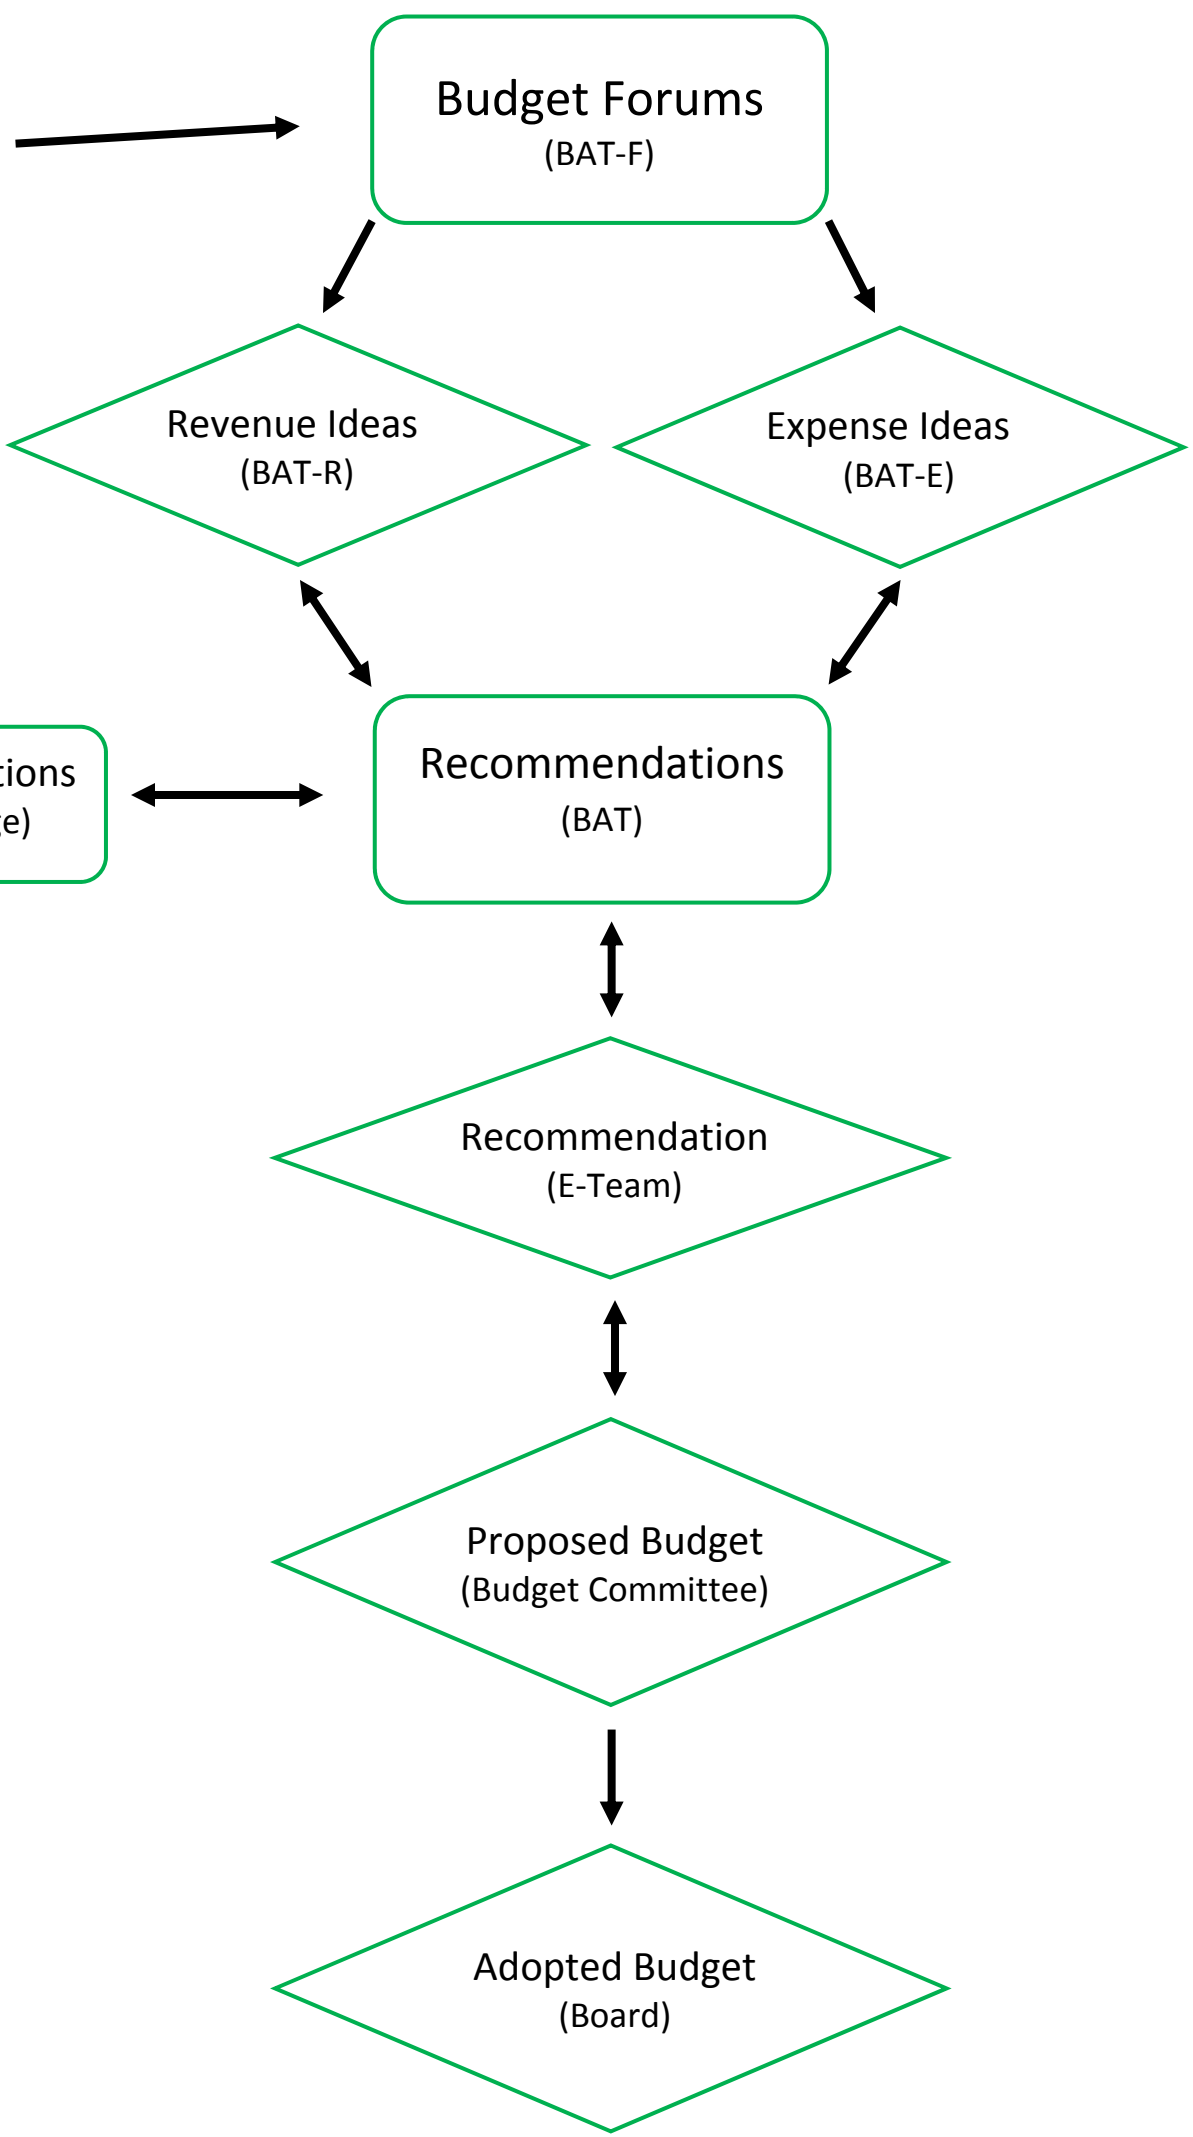 Budget Forums
(BAT-F)
Revenue Ideas
(BAT-R)
Expense Ideas
(BAT-E)
Recommendations
(BAT)
Recommendation
(E-Team)
Proposed Budget
(Budget Committee)
Adopted Budget
(Board)